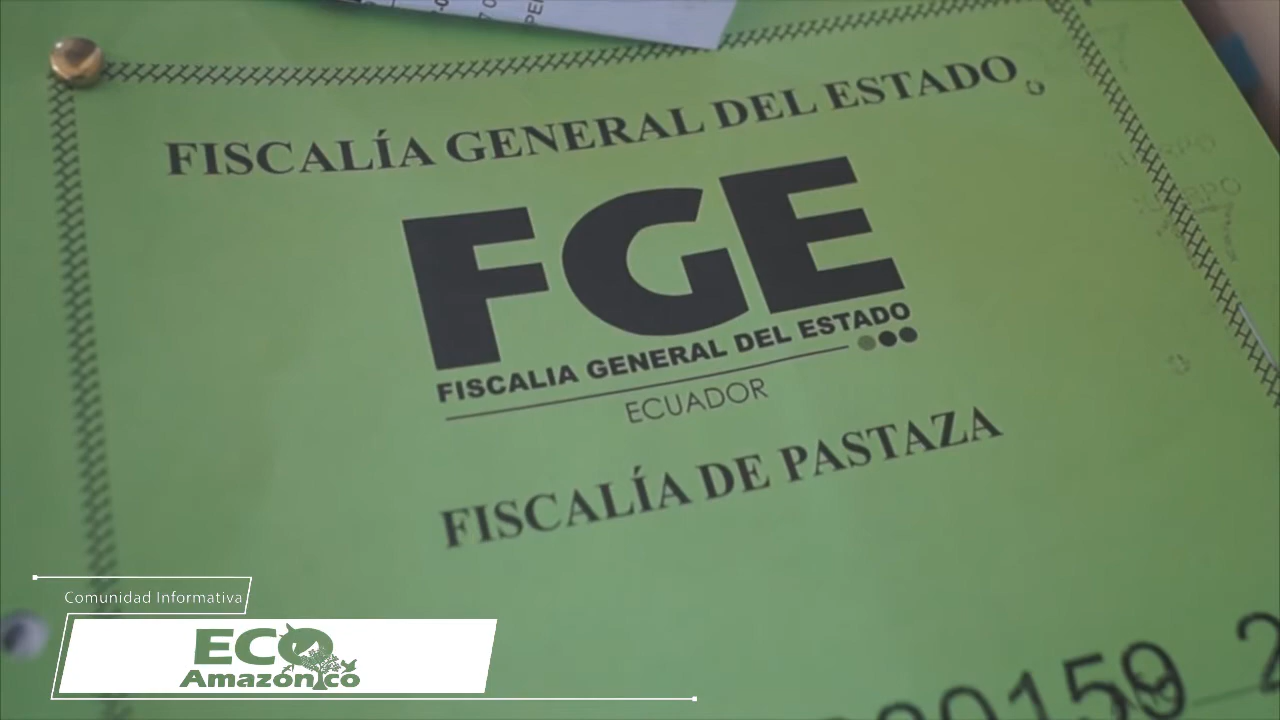 FISCALÍA GENERAL DEL ESTADO
FGE
FISCALIA GENERAL DEL ESTADO
ECUADOR
FISCALÍA DE PASTAZA
Comunidad Informativa
ECO
Amazónico